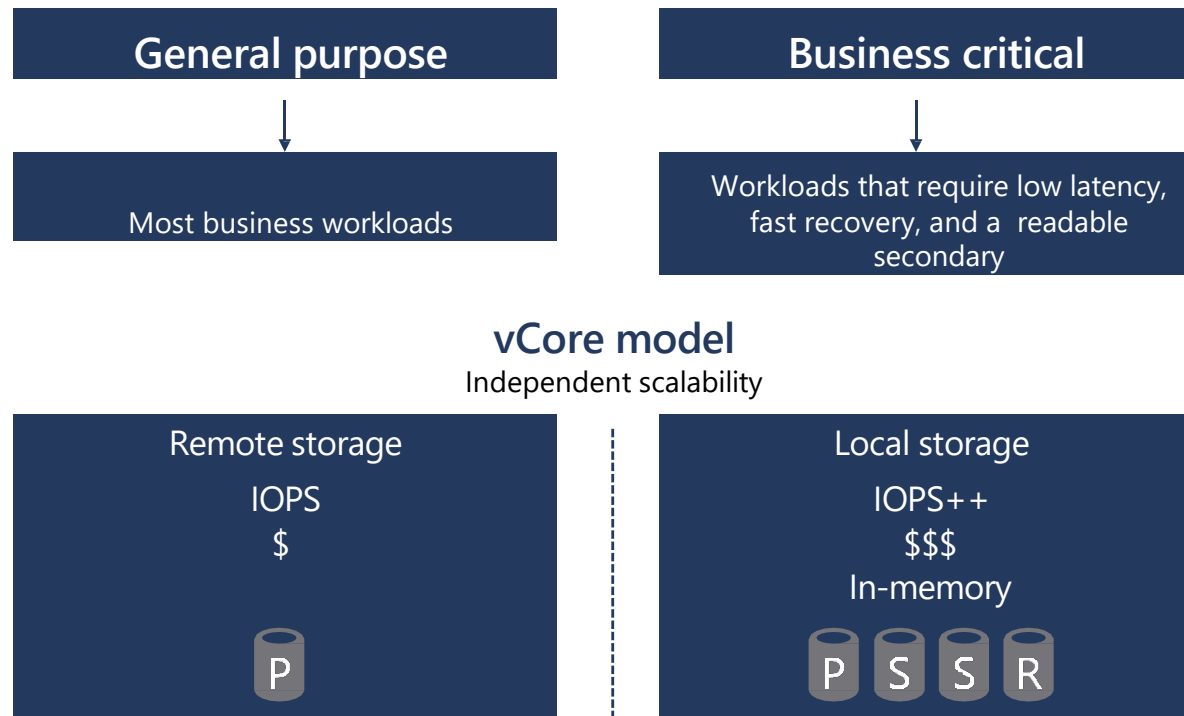 General purpose
Business critical
Most business workloads
Workloads that require low latency,
fast recovery, and a readable
secondary
vCore model
Independent scalability
Remote storage
IOPS
$
P
Local storage
IOPS++
$$$
In-memory
P S S R